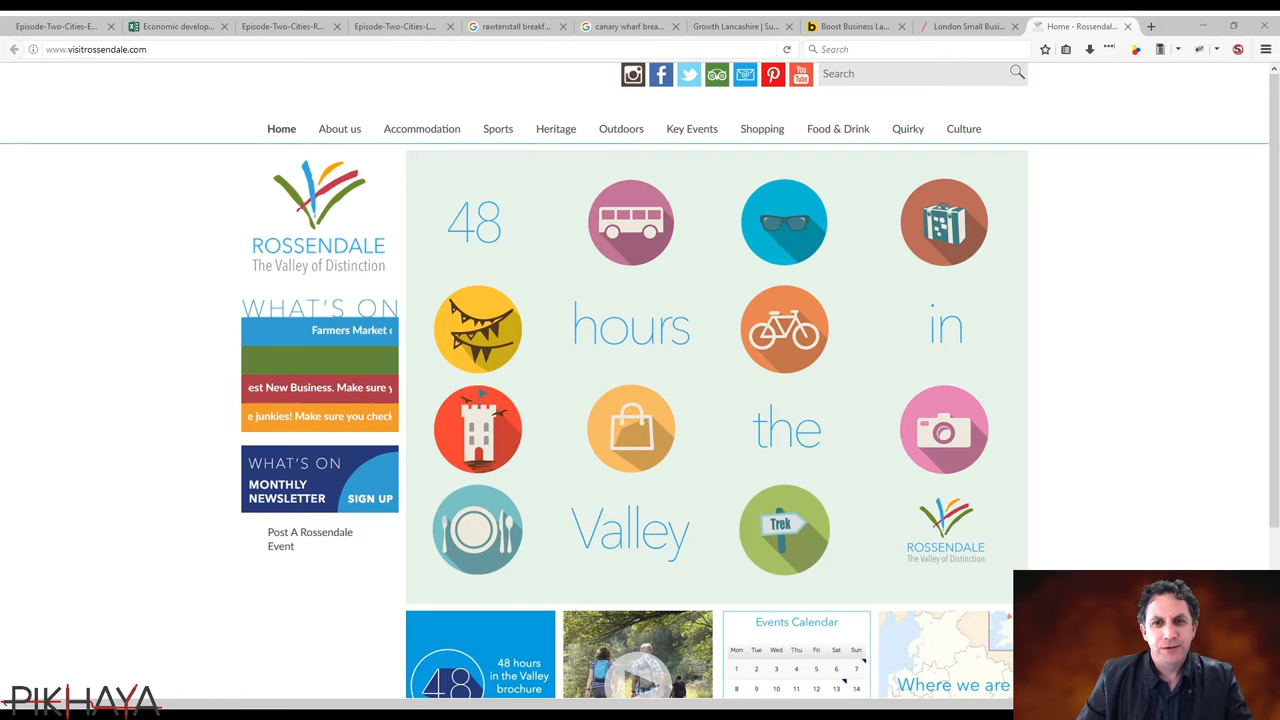 Episode-Two-Cities-E...
Economic develop...
Episode-Two-Cities-R...
Episode-Two-Cities-L...
rawtenstall breakf...
canary wharf brea...
Growth Lancashire | Su...
Boost Business La...
London Small Busi...
Home - Rossendal...
www.visitrossendale.com
Search
You Tube
Search
Home
About us
Accommodation
Sports
Heritage
Outdoors
Key Events
Shopping
Food & Drink
Quirky
Culture
ROSSENDALE
The Valley of Distinction
WHAT'S ON
Farmers Market
est New Business. Make sure y
e junkies! Make sure you check
WHAT'S ON
MONTHLY
NEWSLETTER
SIGN UP
Post A Rossendale
Event
48
hours
in
the
Valley
Trek
ROSSENDALE
The Valley of Distinction
48
48 hours
in the Valley
brochure
Events Calendar
Mon Tue Wed Thu Fri Sat Sun
1 2 3 4 5 6 7
8 9 10 11 12 13 14
Where we are
PIKHAYA